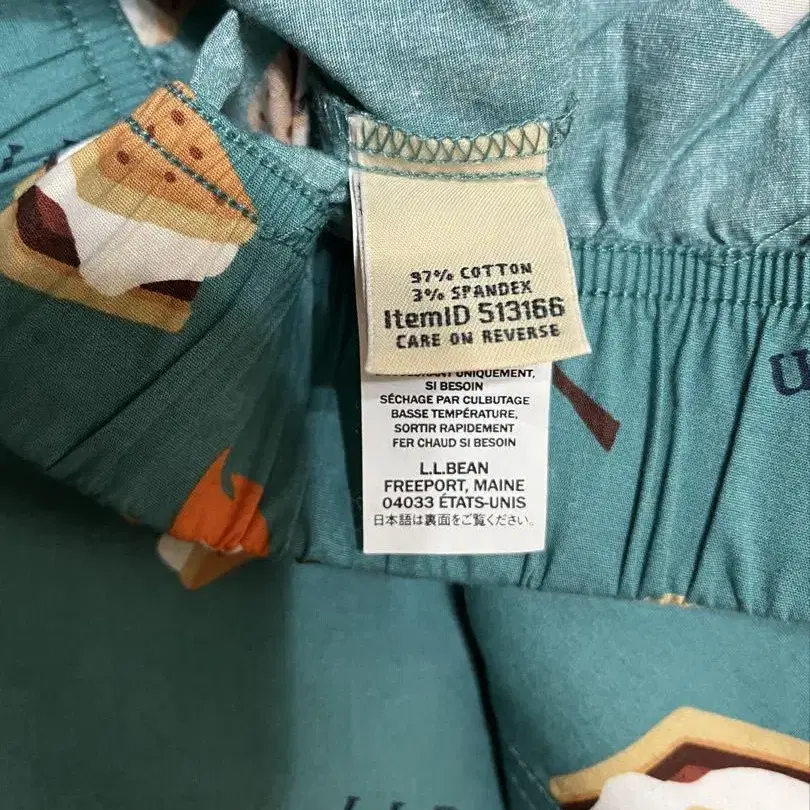 97% COTTON
3% SPANDEX
ItemID 513166
CARE ON REVERSE
UNIQUEMENT,
SI BESOIN
SÉCHAGE PAR CULBUTAGE
BASSE TEMPÉRATURE,
SORTIR RAPIDEMENT
FER CHAUD SI BESOIN
L.L.BEAN
FREEPORT, MAINE
04033 ÉTATS-UNIS
日本語は裏面をご覧ください。